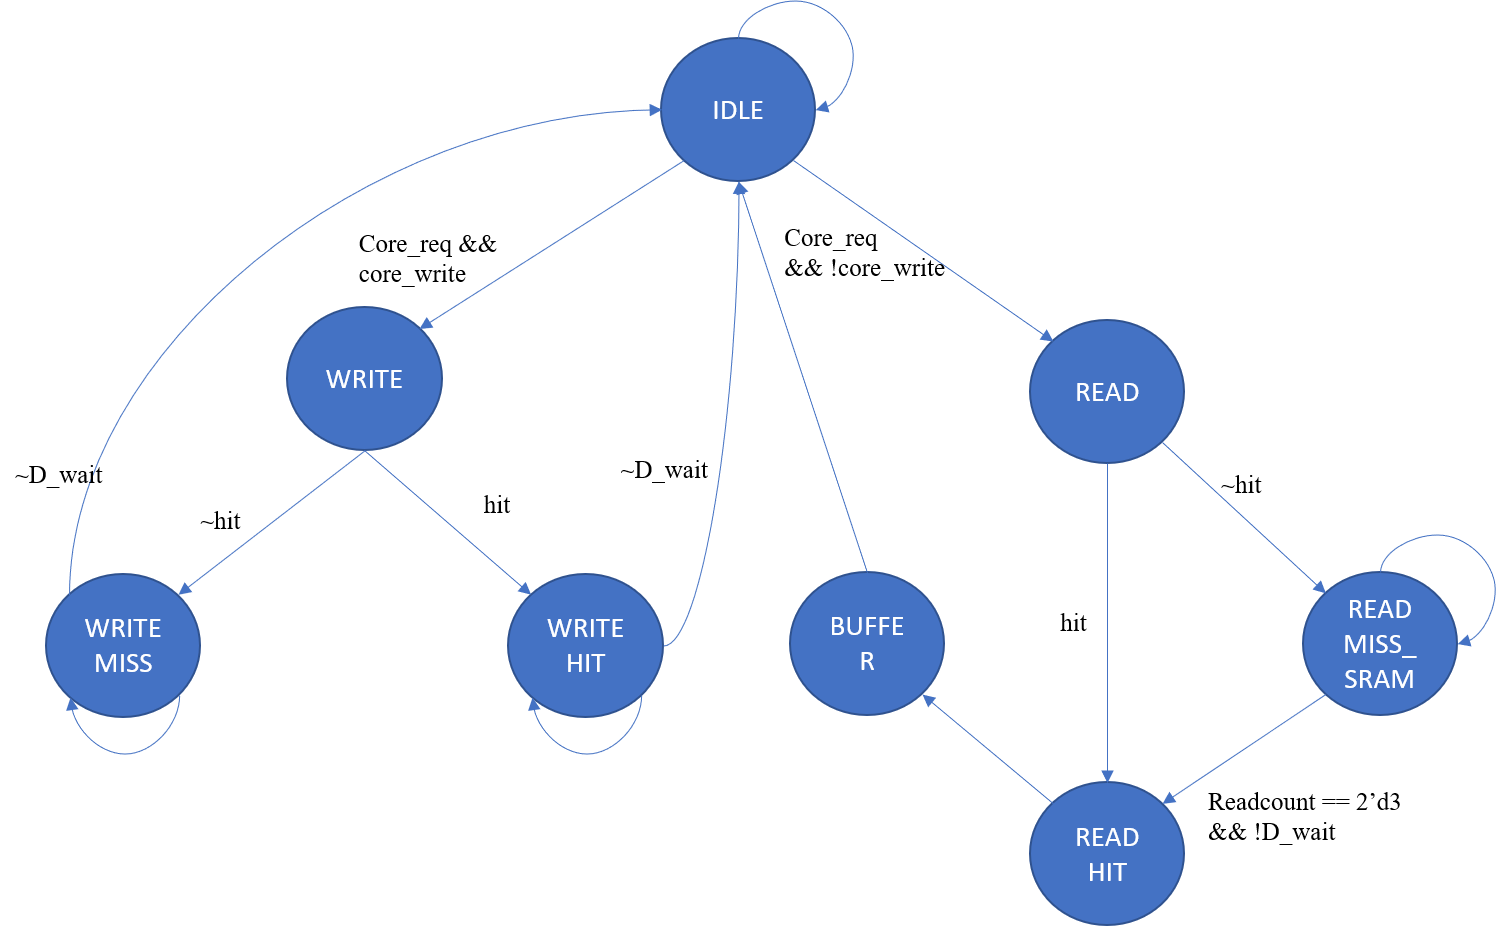 IDLE
Core_req &&
core_write
Core_req
&& !core_write
WRITE
READ
~D_wait
~D_wait
~hit
hit
~hit
hit
WRITE
MISS
WRITE
HIT
BUFFE
R
READ
MISS_
SRAM
Readcount == 2’d3
&& !D_wait
READ
HIT